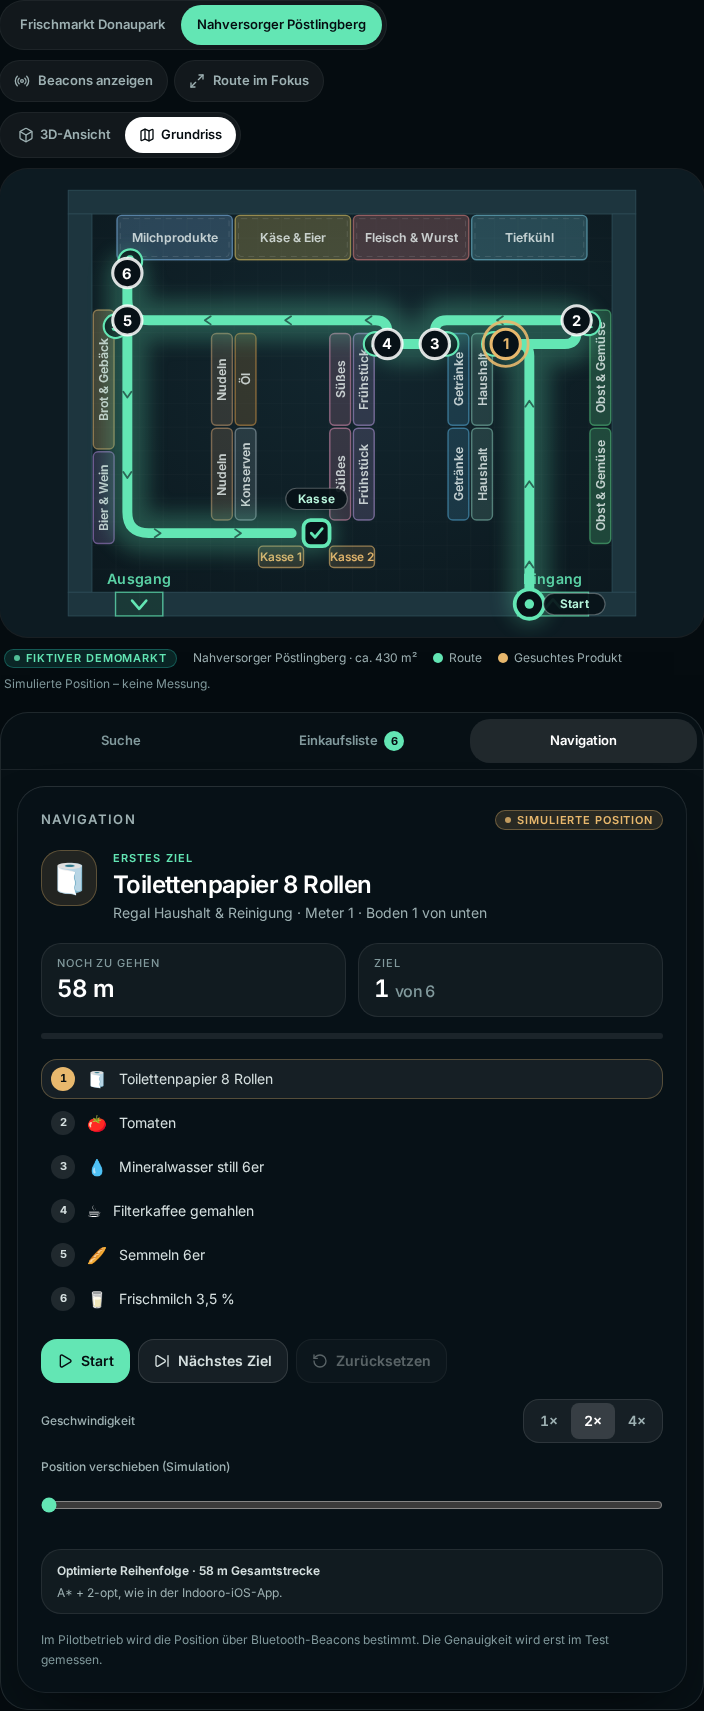 Frischmarkt Donaupark
Nahversorger Pöstlingberg
Beacons anzeigen
Route im Fokus
3D-Ansicht
Grundriss
Milchprodukte
Käse & Eier
Fleisch & Wurst
Tiefkühl
6
5
4
3
1
2
Brot & Gebäck
Nudeln
Öl
Süßes
Frühstück
Getränke
Haushalt
Obst & Gemüse
Bier & Wein
Nudeln
Konserven
Süßes
Frühstück
Getränke
Haushalt
Obst & Gemüse
Kasse
Kasse 1
Kasse 2
Ausgang
Eingang
Start
FIKTIVER DEMOMARKT
Nahversorger Pöstlingberg · ca. 430 m²
Route
Gesuchtes Produkt
Simulierte Position – keine Messung.
Suche
Einkaufsliste 6
Navigation
NAVIGATION
SIMULIERTE POSITION
ERSTES ZIEL
Toilettenpapier 8 Rollen
Regal Haushalt & Reinigung · Meter 1 · Boden 1 von unten
NOCH ZU GEHEN
58 m
ZIEL
1 von 6
1 Toilettenpapier 8 Rollen
2 Tomaten
3 Mineralwasser still 6er
4 Filterkaffee gemahlen
5 Semmeln 6er
6 Frischmilch 3,5 %
Start
Nächstes Ziel
Zurücksetzen
Geschwindigkeit
1×
2×
4×
Position verschieben (Simulation)
Optimierte Reihenfolge · 58 m Gesamtstrecke
A* + 2-opt, wie in der Indooro-iOS-App.
Im Pilotbetrieb wird die Position über Bluetooth-Beacons bestimmt. Die Genauigkeit wird erst im Test
gemessen.